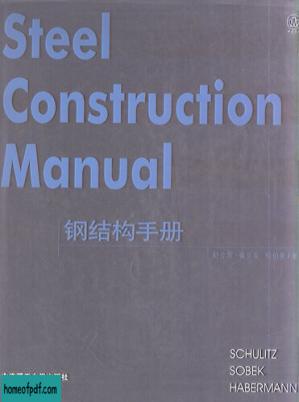 Steel
Construction
Manual
钢结构手册
SCHULITZ
SOBEK
HABERMANN
homeofpdf.com